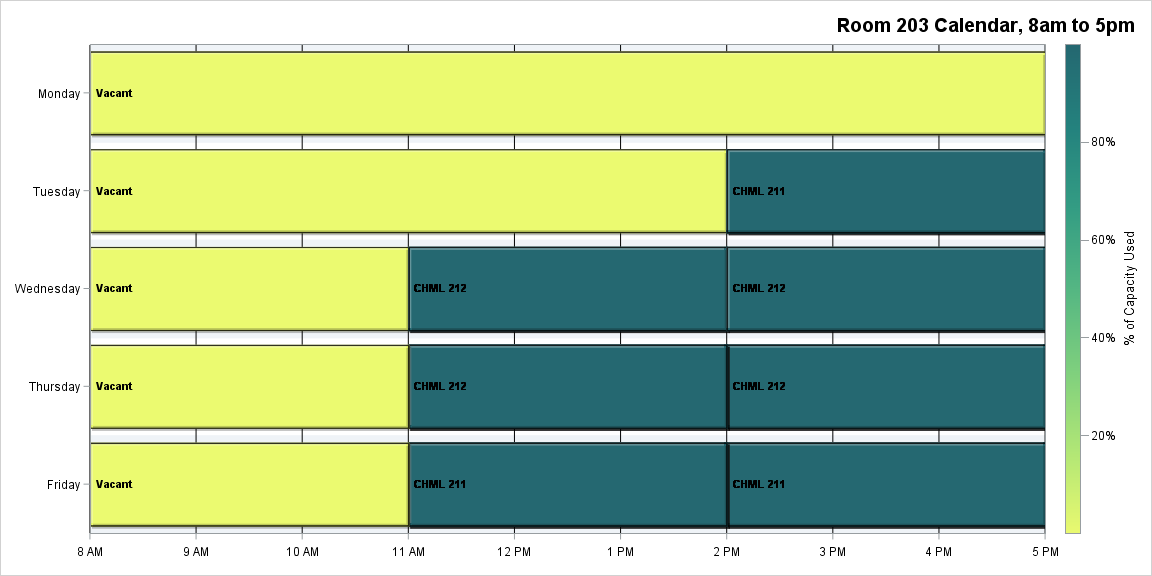 Room 203 Calendar, 8am to 5pm
Monday
Vacant
Tuesday
Vacant
CHML 211
Wednesday
Vacant
CHML 212
CHML 212
Thursday
Vacant
CHML 212
CHML 212
Friday
Vacant
CHML 211
CHML 211
8 AM
9 AM
10 AM
11 AM
12 PM
1 PM
2 PM
3 PM
4 PM
5 PM
80%
60%
40%
20%
% of Capacity Used